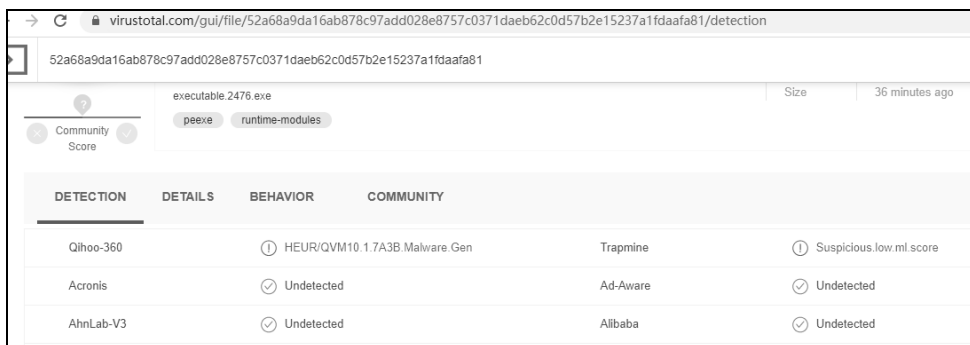 virustotal.com/gui/file/52a68a9da16ab878c97add028e8757c0371daeb62c0d57b2e15237a1fdaafa81/detection
52a68a9da16ab878c97add028e8757c0371daeb62c0d57b2e15237a1fdaafa81
executable.2476.exe
Size 36 minutes ago
peexe runtime-modules
Community
Score
DETECTION DETAILS BEHAVIOR COMMUNITY
Qihoo-360 HEUR/QVM10.1.7A3B.Malware.Gen Trapmine Suspicious.low.ml.score
Acronis Undetected Ad-Aware Undetected
AhnLab-V3 Undetected Alibaba Undetected